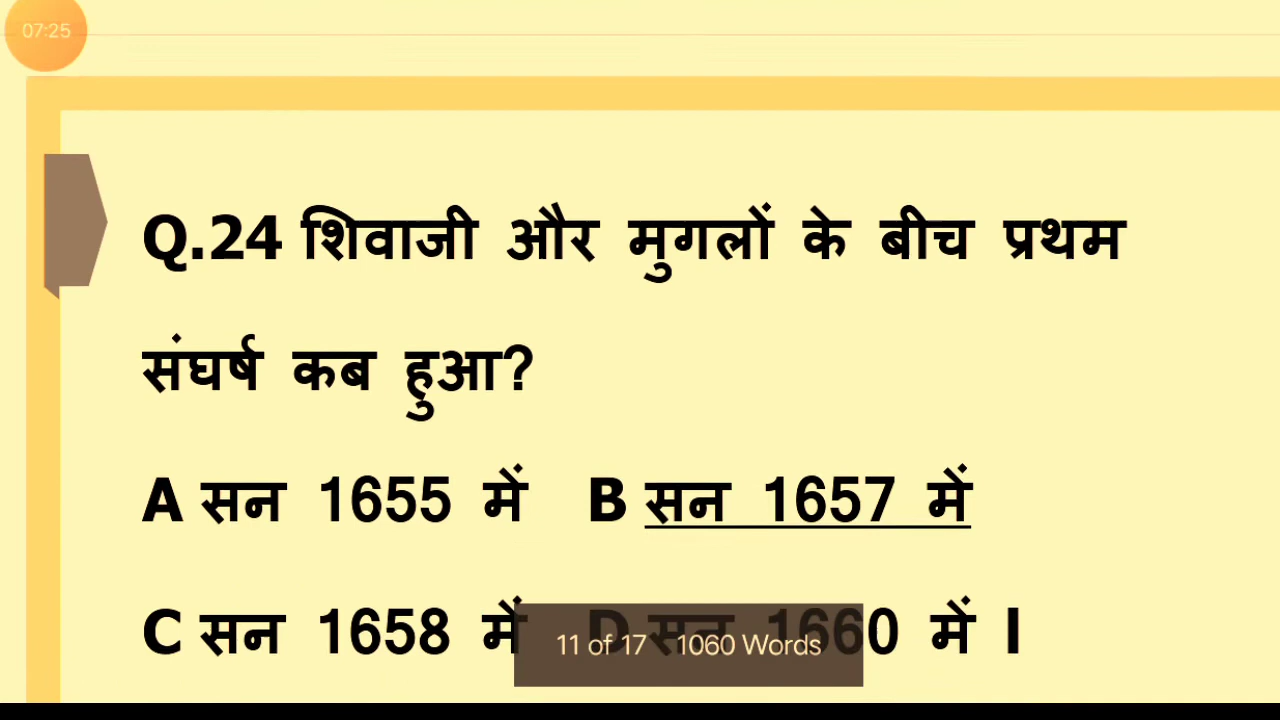 07:25
Q.24 शिवाजी और मुगलों के बीच प्रथम
संघर्ष कब हुआ?
A सन 1655 में B सन 1657 में
C सन 1658 में D सन 1660 में l
11 of 17 1060 Words